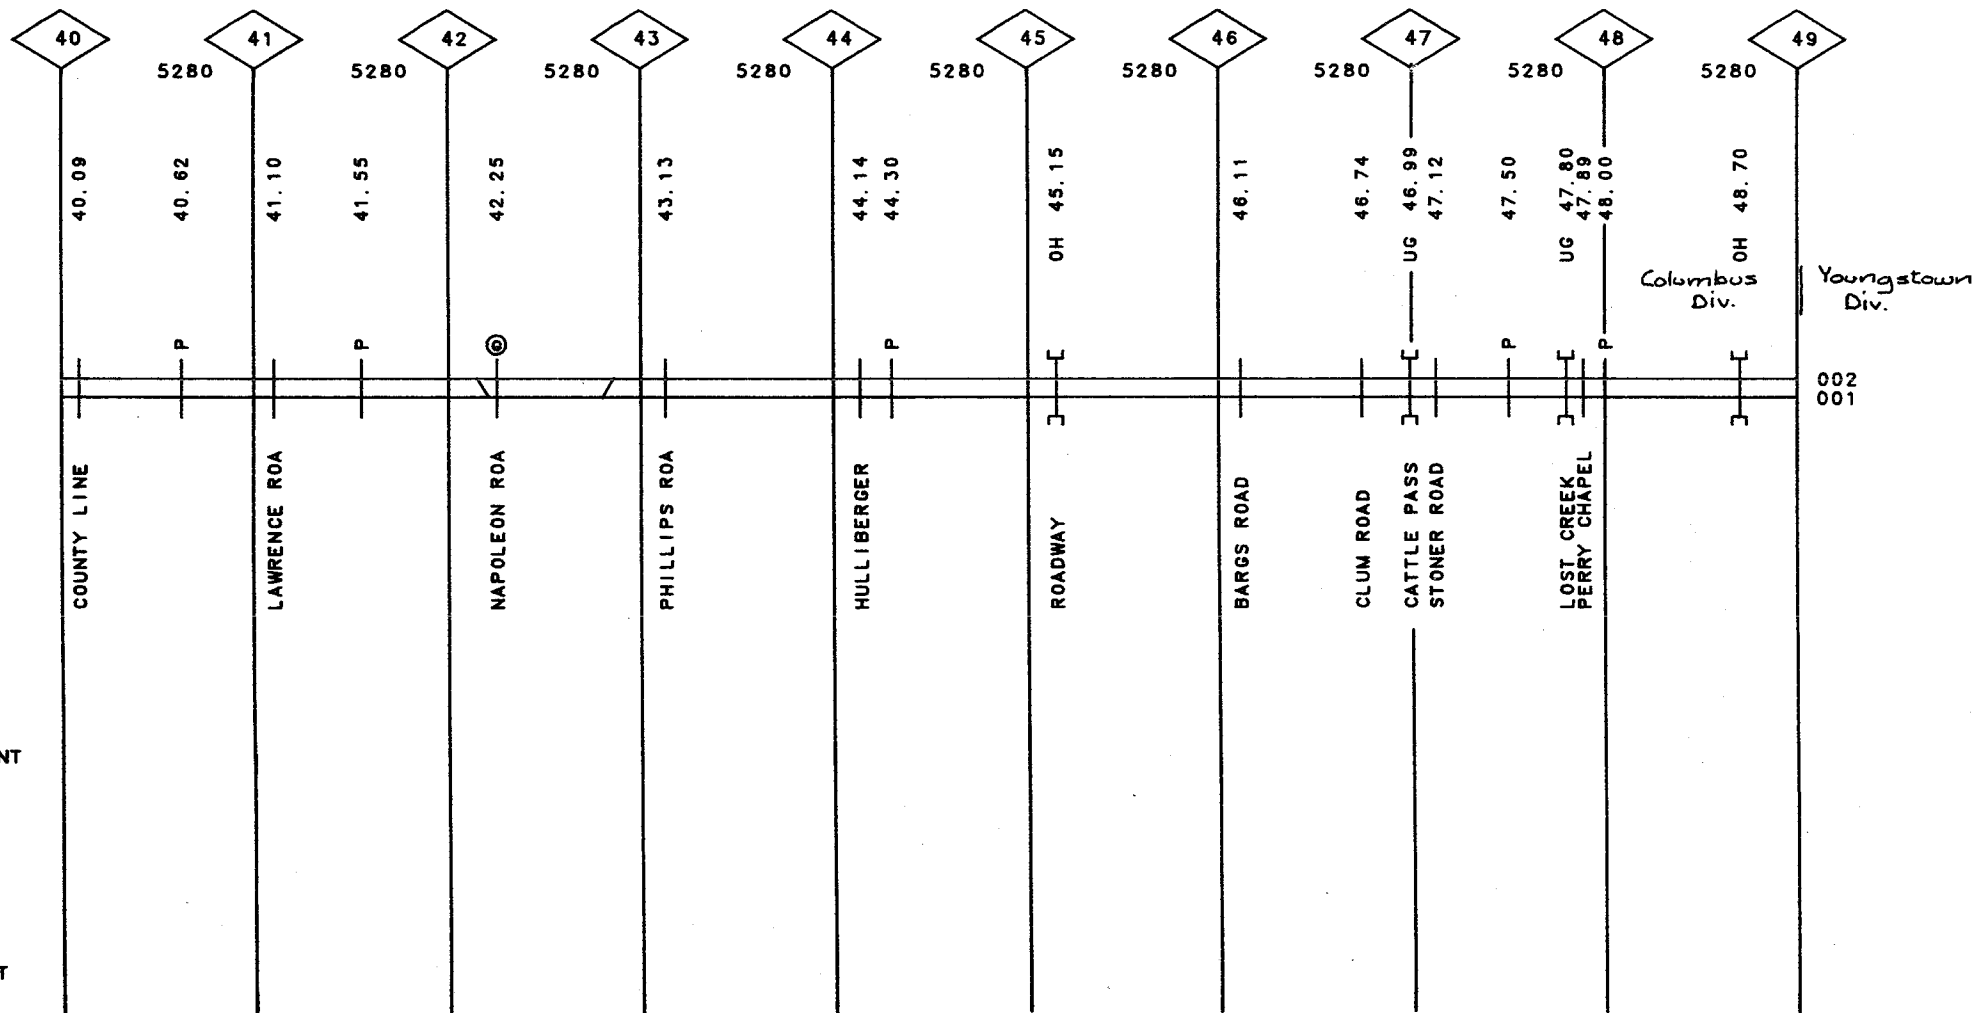 40 41 42 43 44 45 46 47 48 49
5280 5280 5280 5280 5280 5280 5280 5280 5280
40.09
40.62
41.10
41.55
42.25
43.13
44.14
44.30
OH 45.15
46.11
46.74
UG 46.99
47.12
47.50
UG 47.80
47.89
48.00
OH 48.70
Columbus
Div.
Youngstown
Div.
P P P P P
002
001
COUNTY LINE
LAWRENCE ROA
NAPOLEON ROA
PHILLIPS ROA
HULLIBERGER
ROADWAY
BARGS ROAD
CLUM ROAD
CATTLE PASS
STONER ROAD
LOST CREEK
PERRY CHAPEL
NT
T